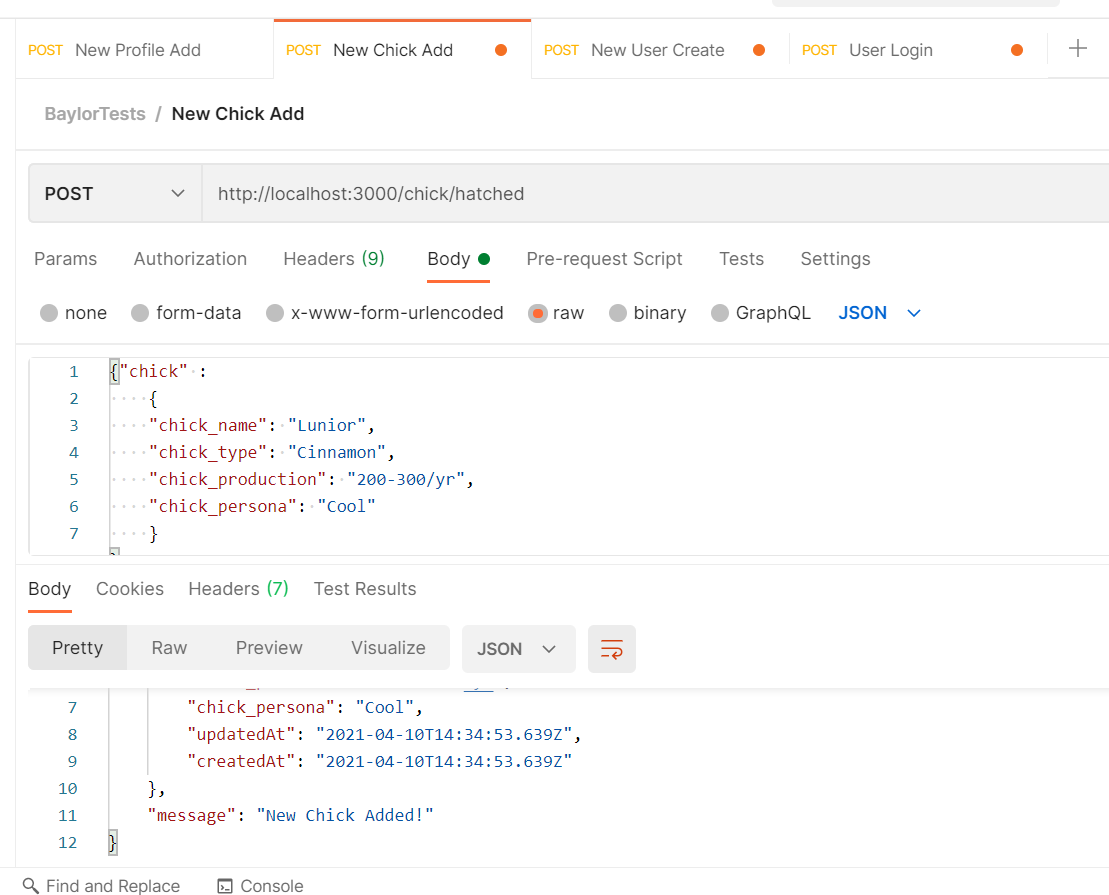 POST New Profile Add POST New Chick Add POST New User Create POST User Login
BaylorTests / New Chick Add
POST http://localhost:3000/chick/hatched
Params Authorization Headers (9) Body Pre-request Script Tests Settings
none form-data x-www-form-urlencoded raw binary GraphQL JSON
1 {"chick" :
2 {
3 "chick_name": "Lunior",
4 "chick_type": "Cinnamon",
5 "chick_production": "200-300/yr",
6 "chick_persona": "Cool"
7 }
Body Cookies Headers (7) Test Results
Pretty Raw Preview Visualize JSON
7 "chick_persona": "Cool",
8 "updatedAt": "2021-04-10T14:34:53.639Z",
9 "createdAt": "2021-04-10T14:34:53.639Z"
10 },
11 "message": "New Chick Added!"
12 }
Find and Replace Console